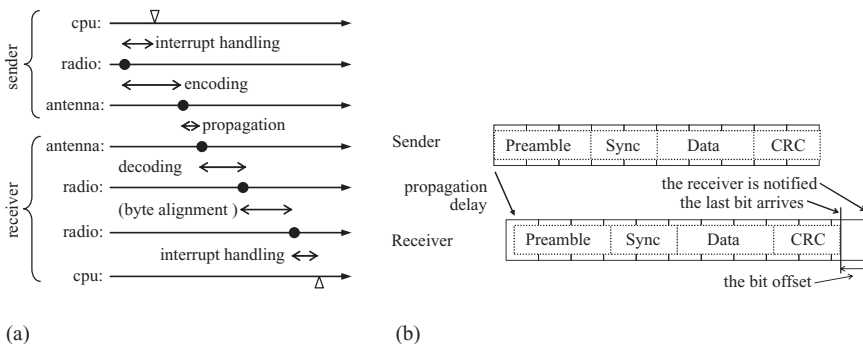 sender
cpu:
interrupt handling
radio:
encoding
antenna:
propagation
receiver
antenna:
decoding
radio:
(byte alignment )
radio:
interrupt handling
cpu:
(a)
Sender
Preamble
Sync
Data
CRC
propagation
delay
the receiver is notified
the last bit arrives
Receiver
Preamble
Sync
Data
CRC
the bit offset
(b)